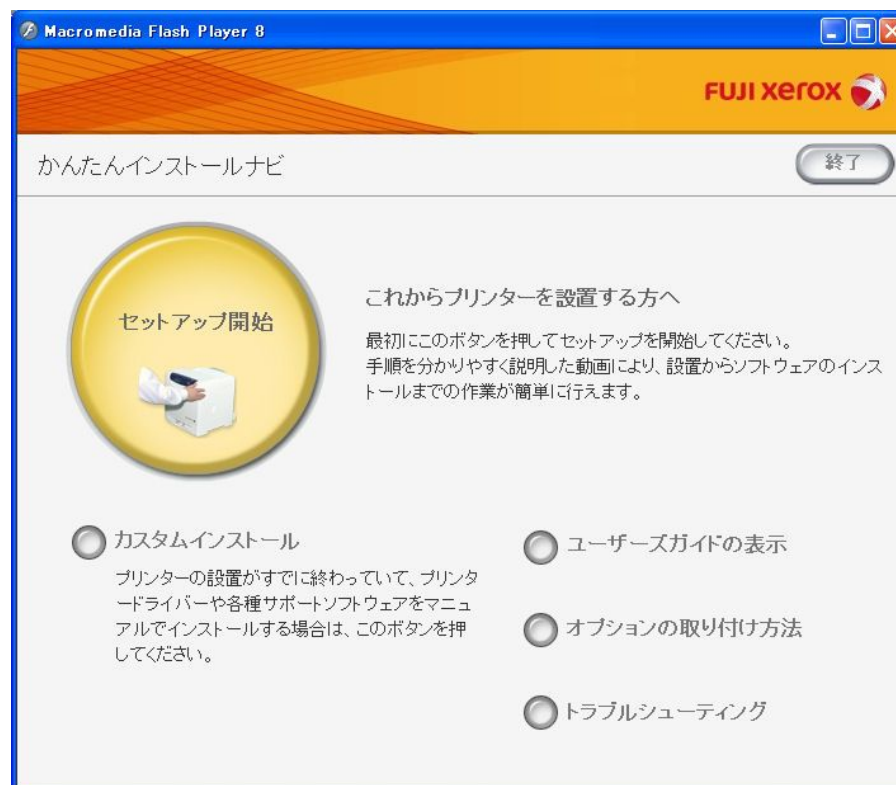 Macromedia Flash Player 8
FUJI xerox
かんたんインストールナビ
終了
セットアップ開始
これからプリンターを設置する方へ
最初にこのボタンを押してセットアップを開始してください。
手順を分かりやすく説明した動画により、設置からソフトウェアのインス
トールまでの作業が簡単に行えます。
カスタムインストール
プリンターの設置がすでに終わっていて、プリンタ
ードライバーや各種サポートソフトウェアをマニュ
アルでインストールする場合は、このボタンを押
してください。
ユーザーズガイドの表示
オプションの取り付け方法
トラブルシューティング